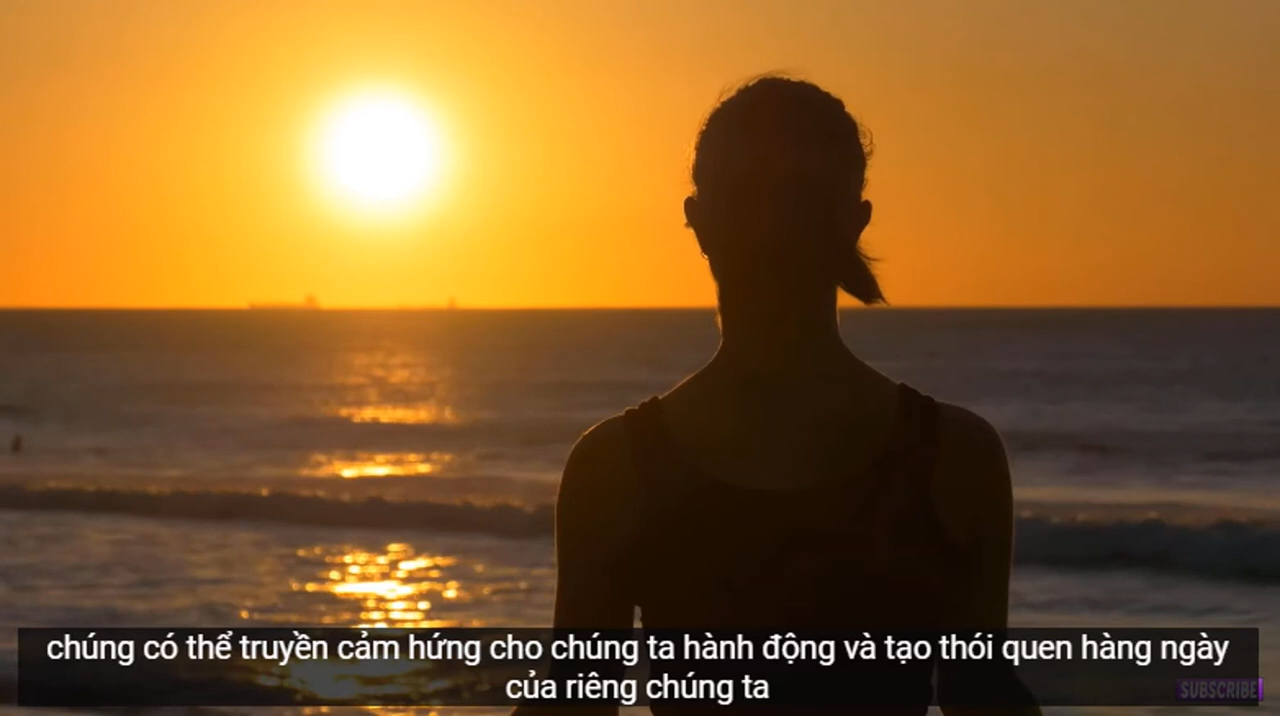 chúng có thể truyền cảm hứng cho chúng ta hành động và tạo thói quen hàng ngày
của riêng chúng ta
SUBSCRIBE